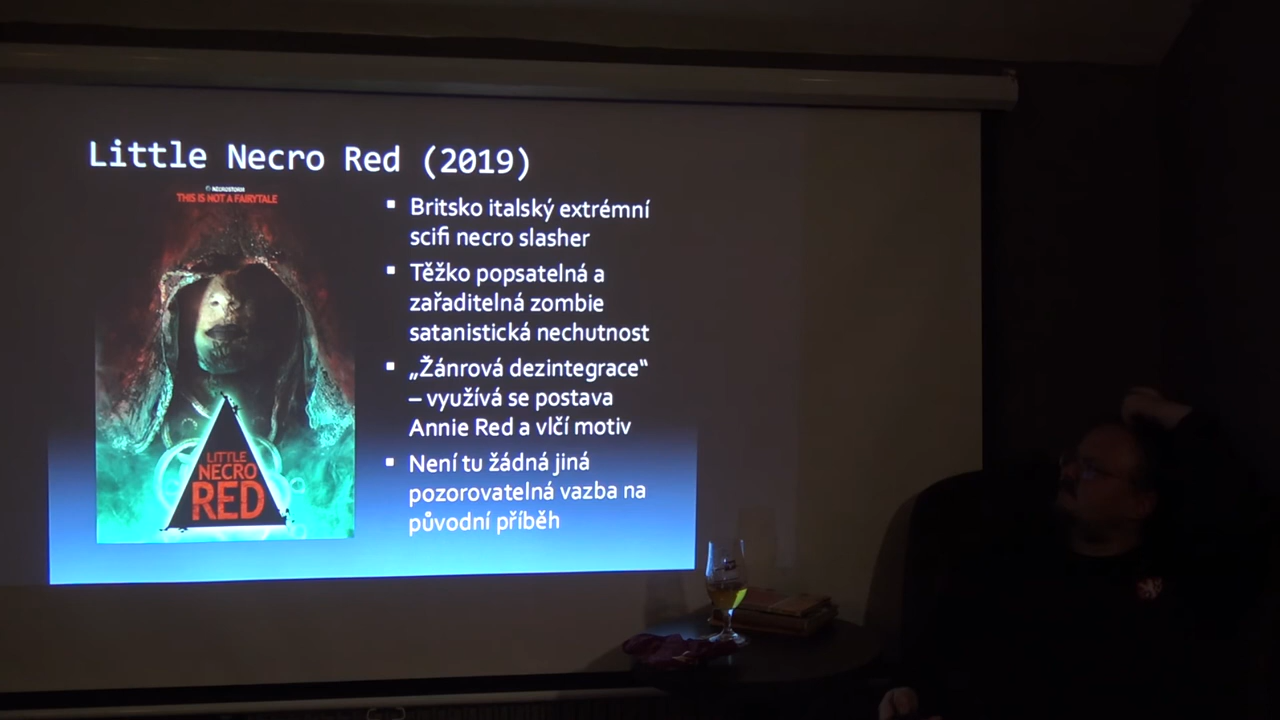 Little Necro Red (2019)
NECROSTORM
THIS IS NOT A FAIRYTALE
LITTLE
NECRO
RED
▪ Britsko italský extrémní
scifi necro slasher
▪ Těžko popsatelná a
zařaditelná zombie
satanistická nechutnost
▪ „Žánrová dezintegrace“
– využívá se postava
Annie Red a vlčí motiv
▪ Není tu žádná jiná
pozorovatelná vazba na
původní příběh